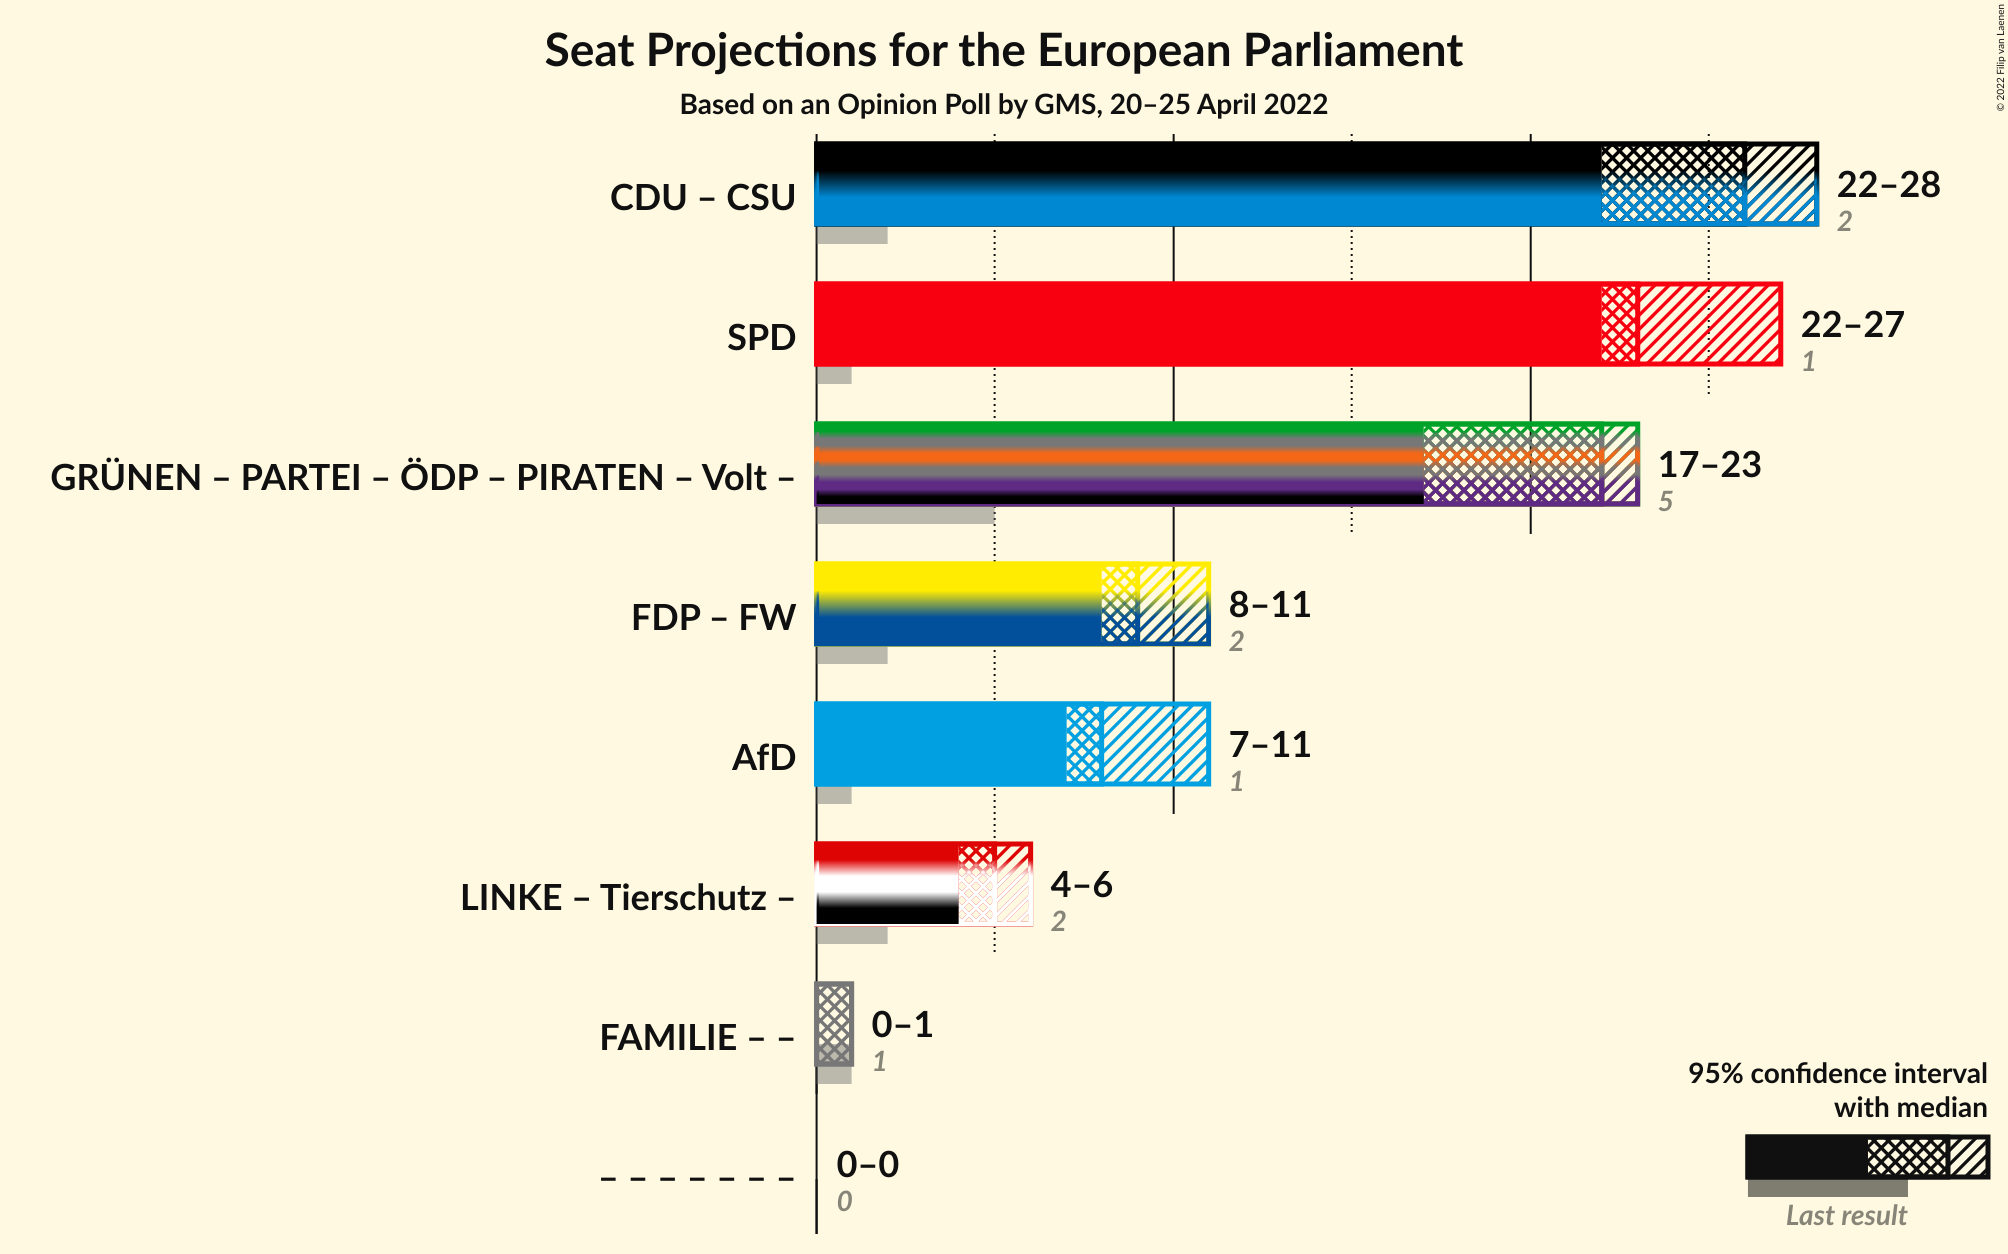 Seat Projections for the European Parliament
Based on an Opinion Poll by GMS, 20–25 April 2022
© 2022 Filip van Laenen
CDU – CSU
22–28
2
SPD
22–27
1
GRÜNEN – PARTEI – ÖDP – PIRATEN – Volt –
17–23
5
FDP – FW
8–11
2
AfD
7–11
1
LINKE – Tierschutz –
4–6
2
FAMILIE – –
0–1
1
– – – – – – –
0–0
0
95% confidence interval
with median
Last result